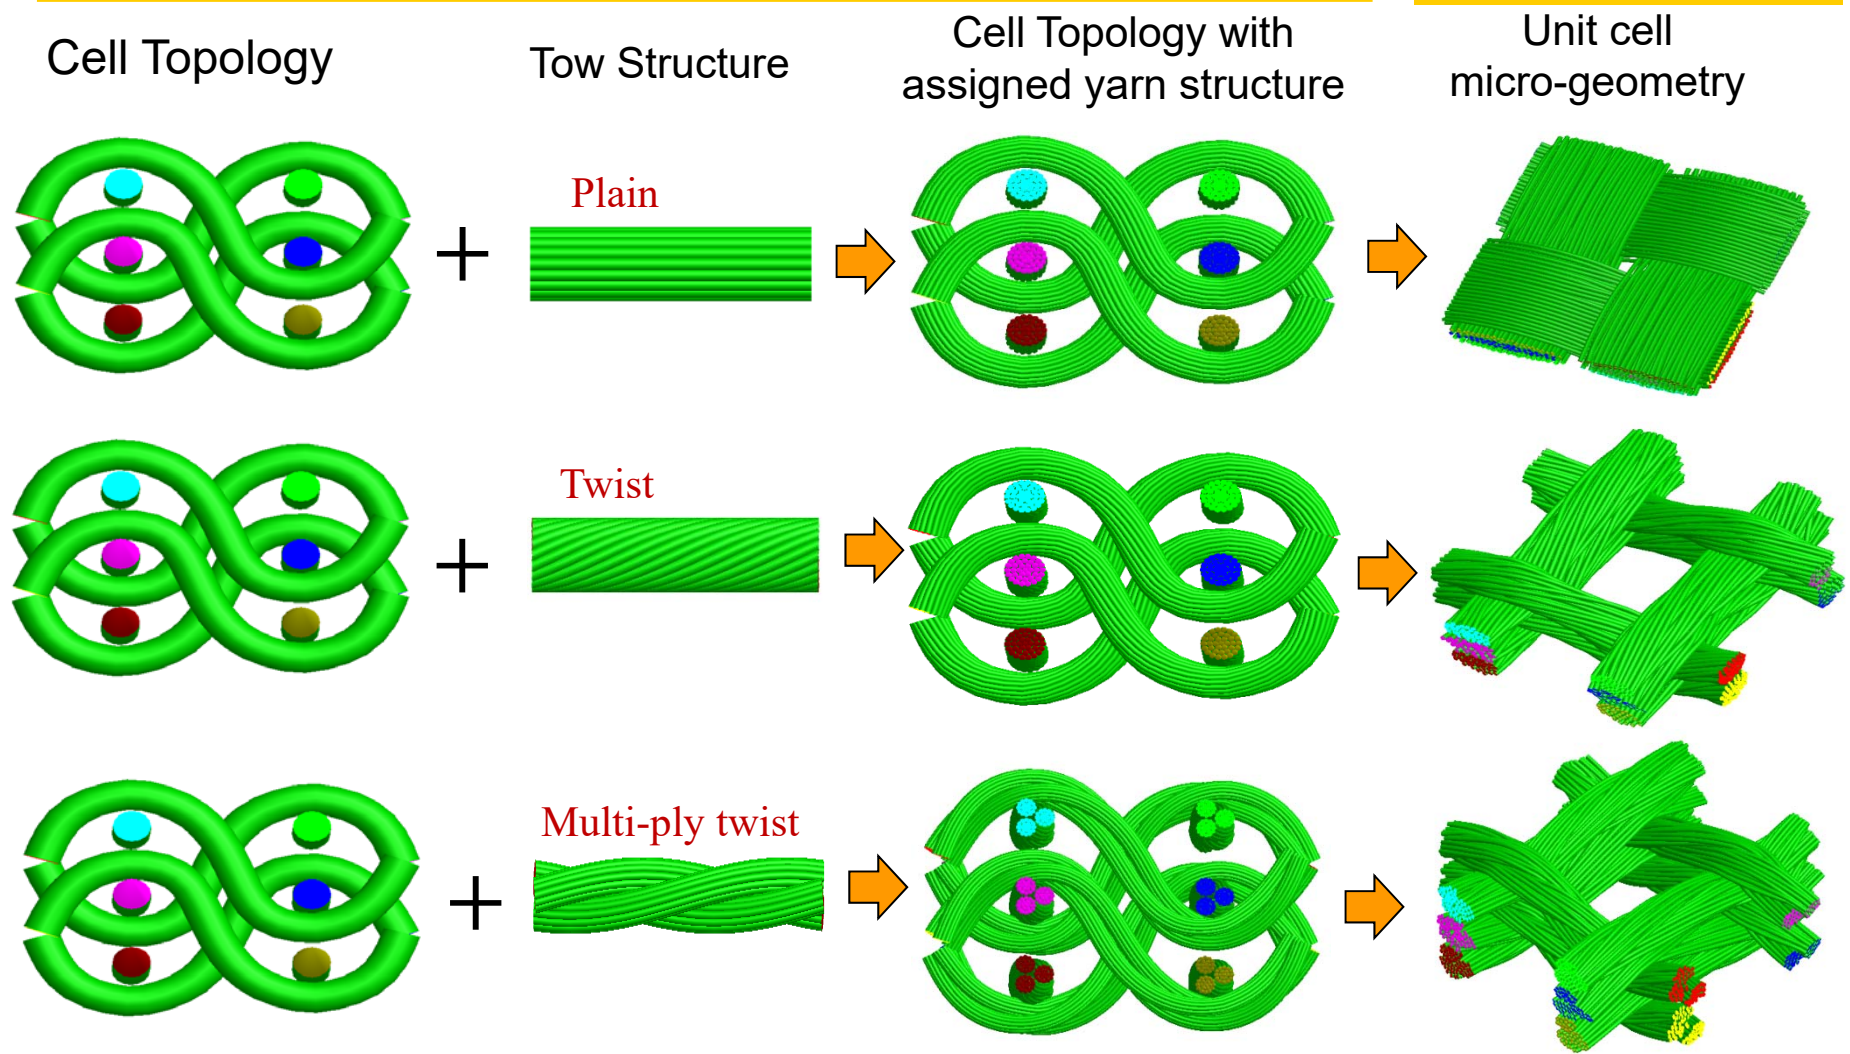 Cell Topology
Tow Structure
Cell Topology with
assigned yarn structure
Unit cell
micro-geometry
Plain
Twist
Multi-ply twist